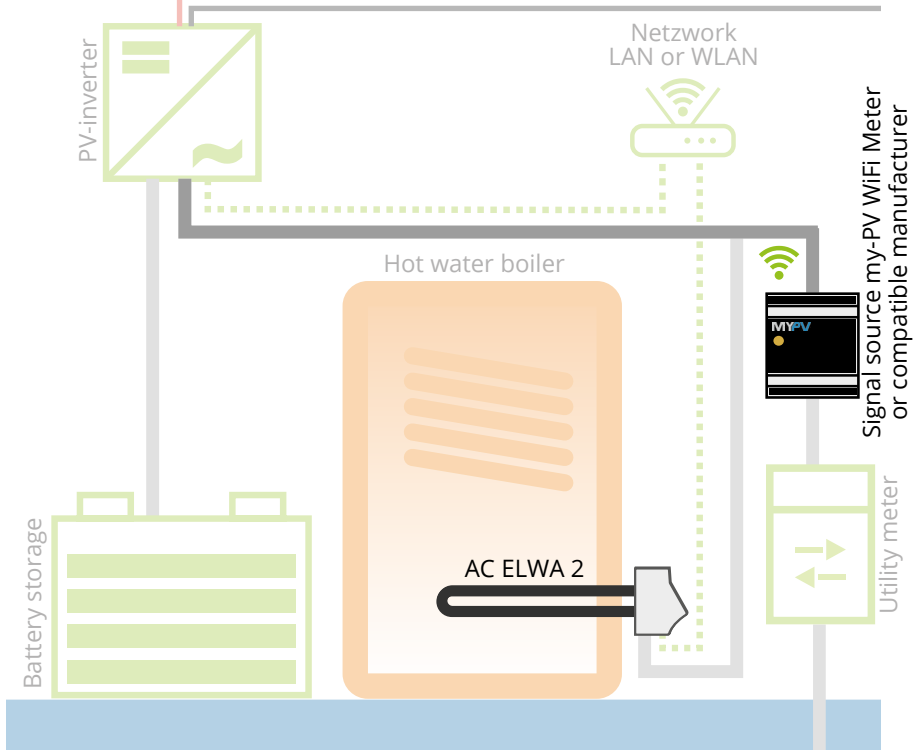 PV-inverter
Netzwork
LAN or WLAN
Signal source my-PV WiFi Meter
or compatible manufacturer
Hot water boiler
MYPV
AC ELWA 2
Battery storage
Utility meter